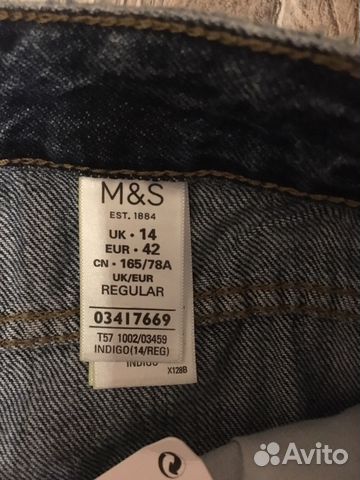 M&S
EST. 1884
UK • 14
EUR • 42
CN • 165/78A
UK/EUR
REGULAR
03417669
T57 1002/03459
INDIGO(14/REG)
INDIGO
X128B
Avito